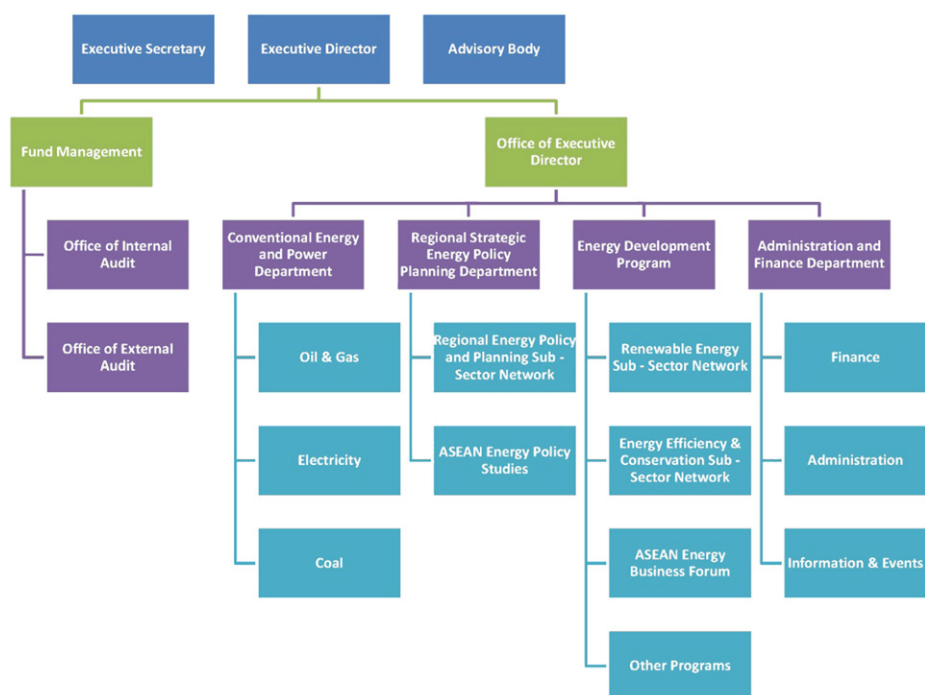 Executive Secretary
Executive Director
Advisory Body
Fund Management
Office of Executive
Director
Office of Internal
Audit
Office of External
Audit
Conventional Energy
and Power
Department
Oil & Gas
Electricity
Coal
Regional Strategic
Energy Policy
Planning Department
Regional Energy Policy
and Planning Sub -
Sector Network
ASEAN Energy Policy
Studies
Energy Development
Program
Renewable Energy
Sub - Sector Network
Energy Efficiency &
Conservation Sub -
Sector Network
ASEAN Energy
Business Forum
Other Programs
Administration and
Finance Department
Finance
Administration
Information & Events